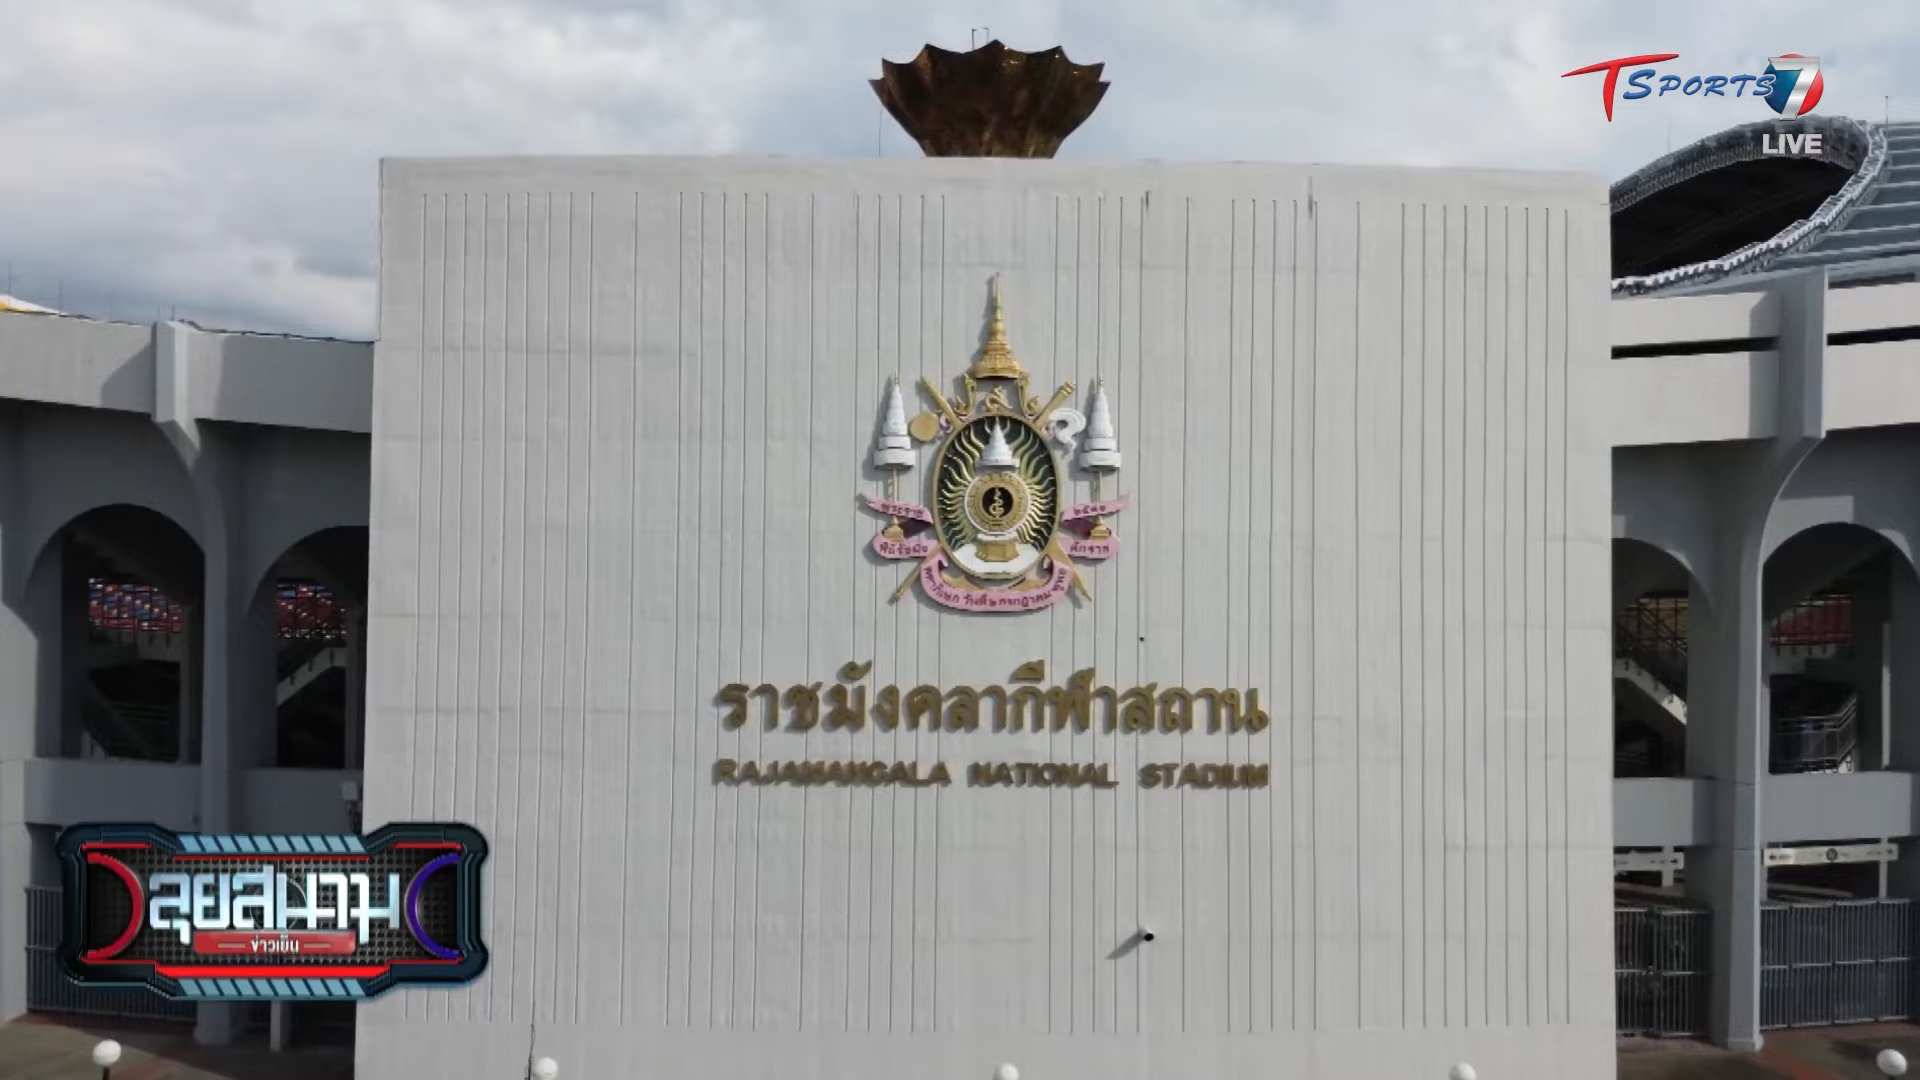 TSPORTS 7
LIVE
ราชมังคลากีฬาสถาน
RAJAMANGALA NATIONAL STADIUM
ลุยสนาม
ข่าวเย็น